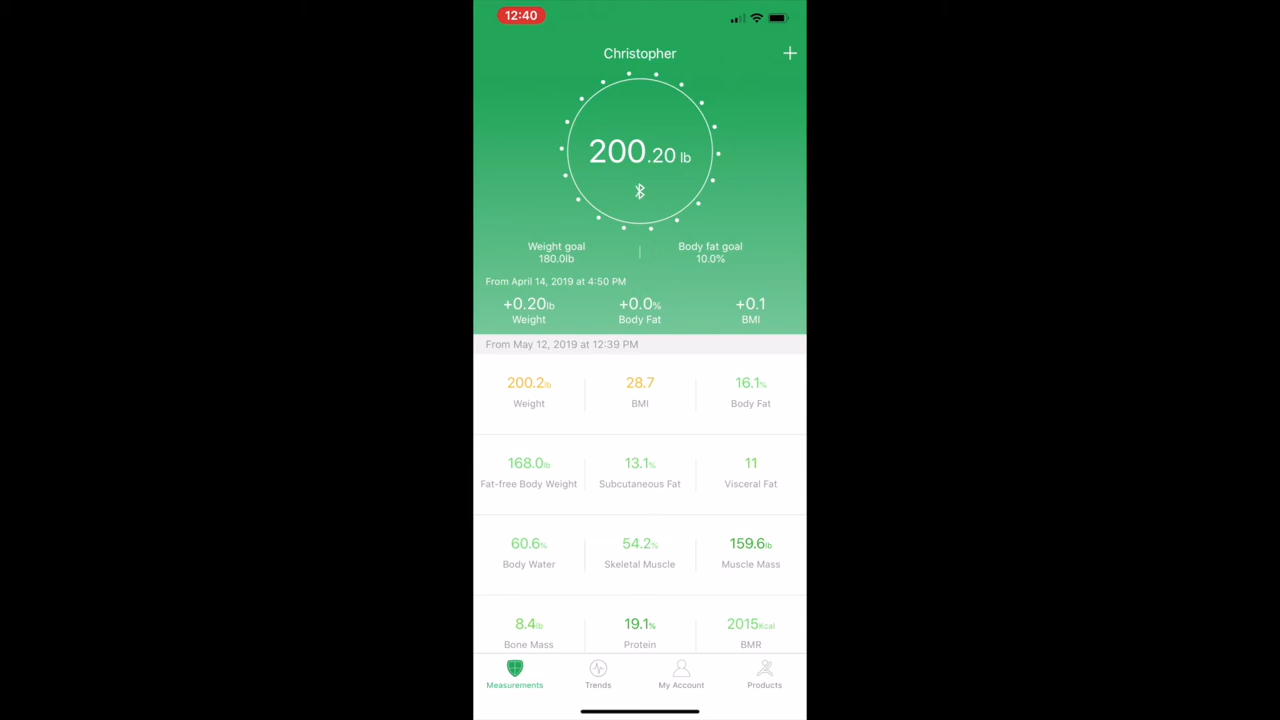 12:40
Christopher
+
200.20 lb
Weight goal
180.0lb
Body fat goal
10.0%
From April 14, 2019 at 4:50 PM
+0.20lb
Weight
+0.0%
Body Fat
+0.1
BMI
From May 12, 2019 at 12:39 PM
200.2lb
Weight
28.7
BMI
16.1%
Body Fat
168.0lb
Fat-free Body Weight
13.1%
Subcutaneous Fat
11
Visceral Fat
60.6%
Body Water
54.2%
Skeletal Muscle
159.6lb
Muscle Mass
8.4lb
Bone Mass
19.1%
Protein
2015Kcal
BMR
Measurements
Trends
My Account
Products